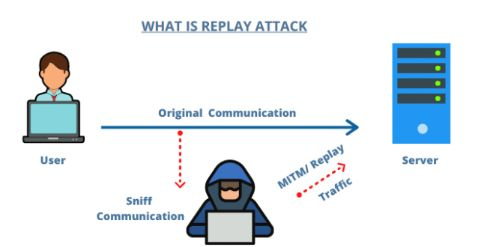 WHAT IS REPLAY ATTACK
Original Communication
User
Server
Sniff
Communication
MITM/ Replay
Traffic